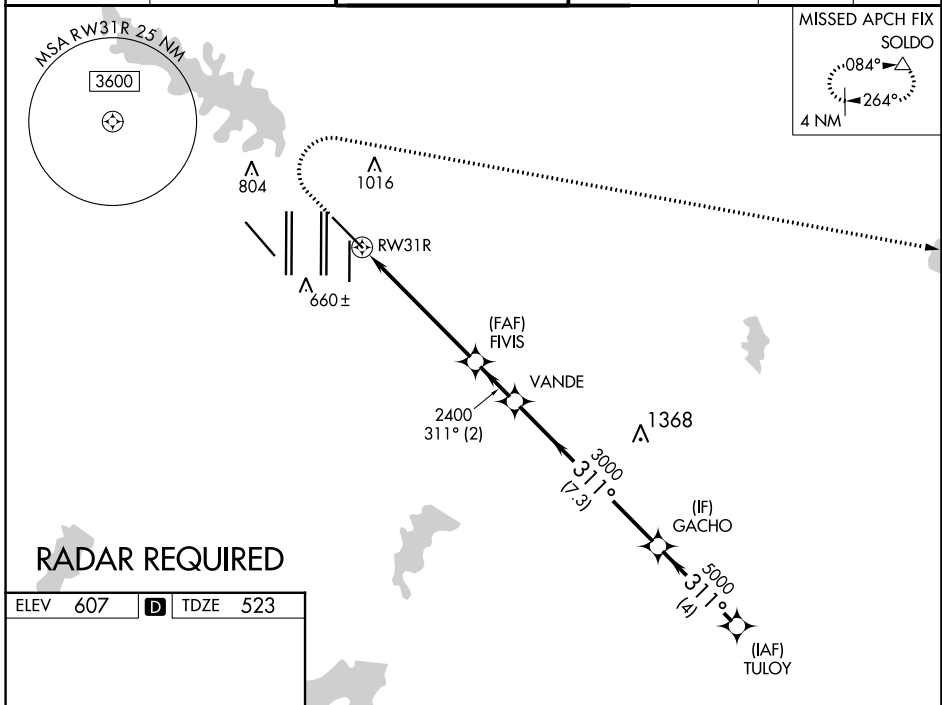 MSA RW31R 25 NM
3600
MISSED APCH FIX
SOLDO
084°
264°
4 NM
804
1016
RW31R
660 ±
(FAF)
FIVIS
VANDE
2400
311° (2)
1368
3000
311°
(7.3)
(IF)
GACHO
5000
311°
(4)
(IAF)
TULOY
RADAR REQUIRED
ELEV 607 D TDZE 523